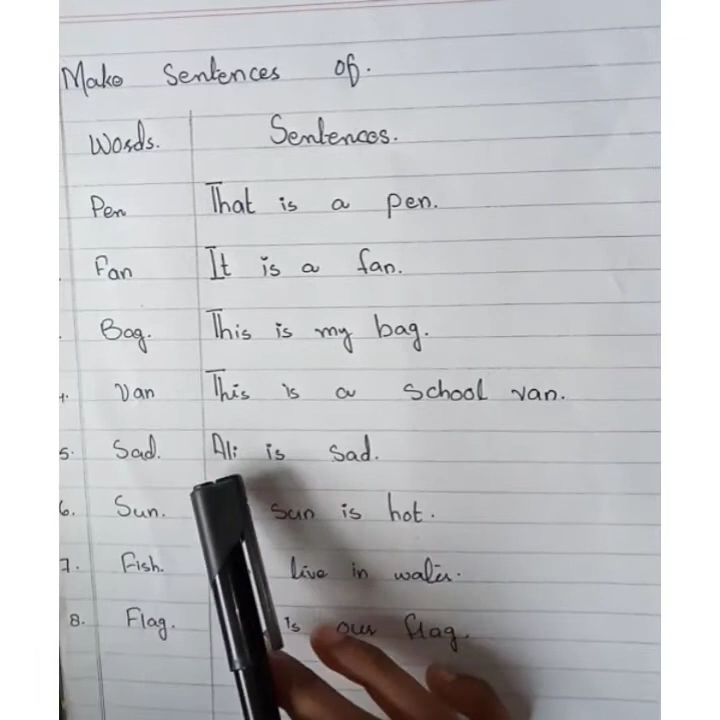 Make Sentences of.
Words. Sentences.
Pen That is a pen.
Fan It is a fan.
Bag. This is my bag.
4. Van This is a school van.
5. Sad. Ali is sad.
6. Sun. sun is hot.
7. Fish. live in water.
8. Flag. is our flag.